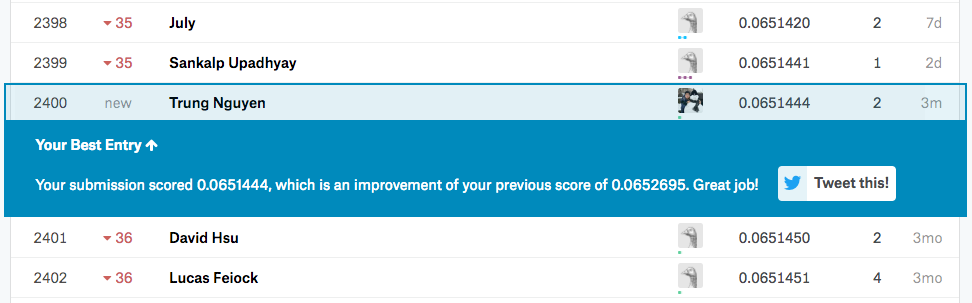 2398 35 July 0.0651420 2 7d
2399 35 Sankalp Upadhyay 0.0651441 1 2d
2400 new Trung Nguyen 0.0651444 2 3m
Your Best Entry
Your submission scored 0.0651444, which is an improvement of your previous score of 0.0652695. Great job! Tweet this!
2401 36 David Hsu 0.0651450 2 3mo
2402 36 Lucas Feiock 0.0651451 4 3mo